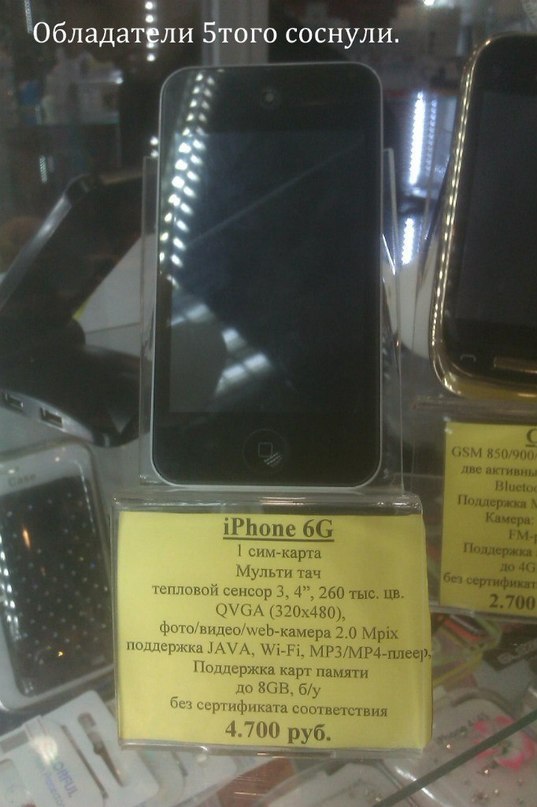 Обладатели 5того соснули.
iPhone 6G
1 сим-карта
Мульти тач
тепловой сенсор 3, 4”, 260 тыс. цв.
QVGA (320x480),
фото/видео/web-камера 2.0 Mpix
поддержка JAVA, Wi-Fi, MP3/MP4-плеер,
Поддержка карт памяти
до 8GB, б/у
без сертификата соответствия
4.700 руб.
GSM 850/900/
две активны
Bluetoo
Поддержка М
Камера:
FM-
Поддержка
до 4G
без сертификат
2.700
Case